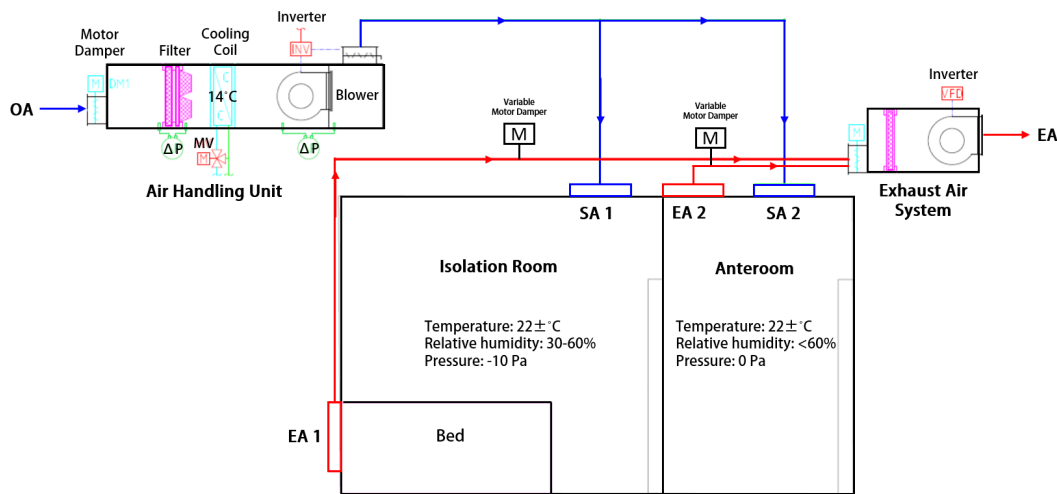 Motor
Damper
Filter
Cooling
Coil
Inverter
INV
M
DM1
C
14°C
C
Blower
OA
ΔP
MV
M
ΔP
Air Handling Unit
Variable
Motor Damper
M
Variable
Motor Damper
M
Inverter
VFD
M
EA
Exhaust Air
System
SA 1
EA 2
SA 2
Isolation Room
Temperature: 22±°C
Relative humidity: 30-60%
Pressure: -10 Pa
Anteroom
Temperature: 22±°C
Relative humidity: <60%
Pressure: 0 Pa
EA 1
Bed